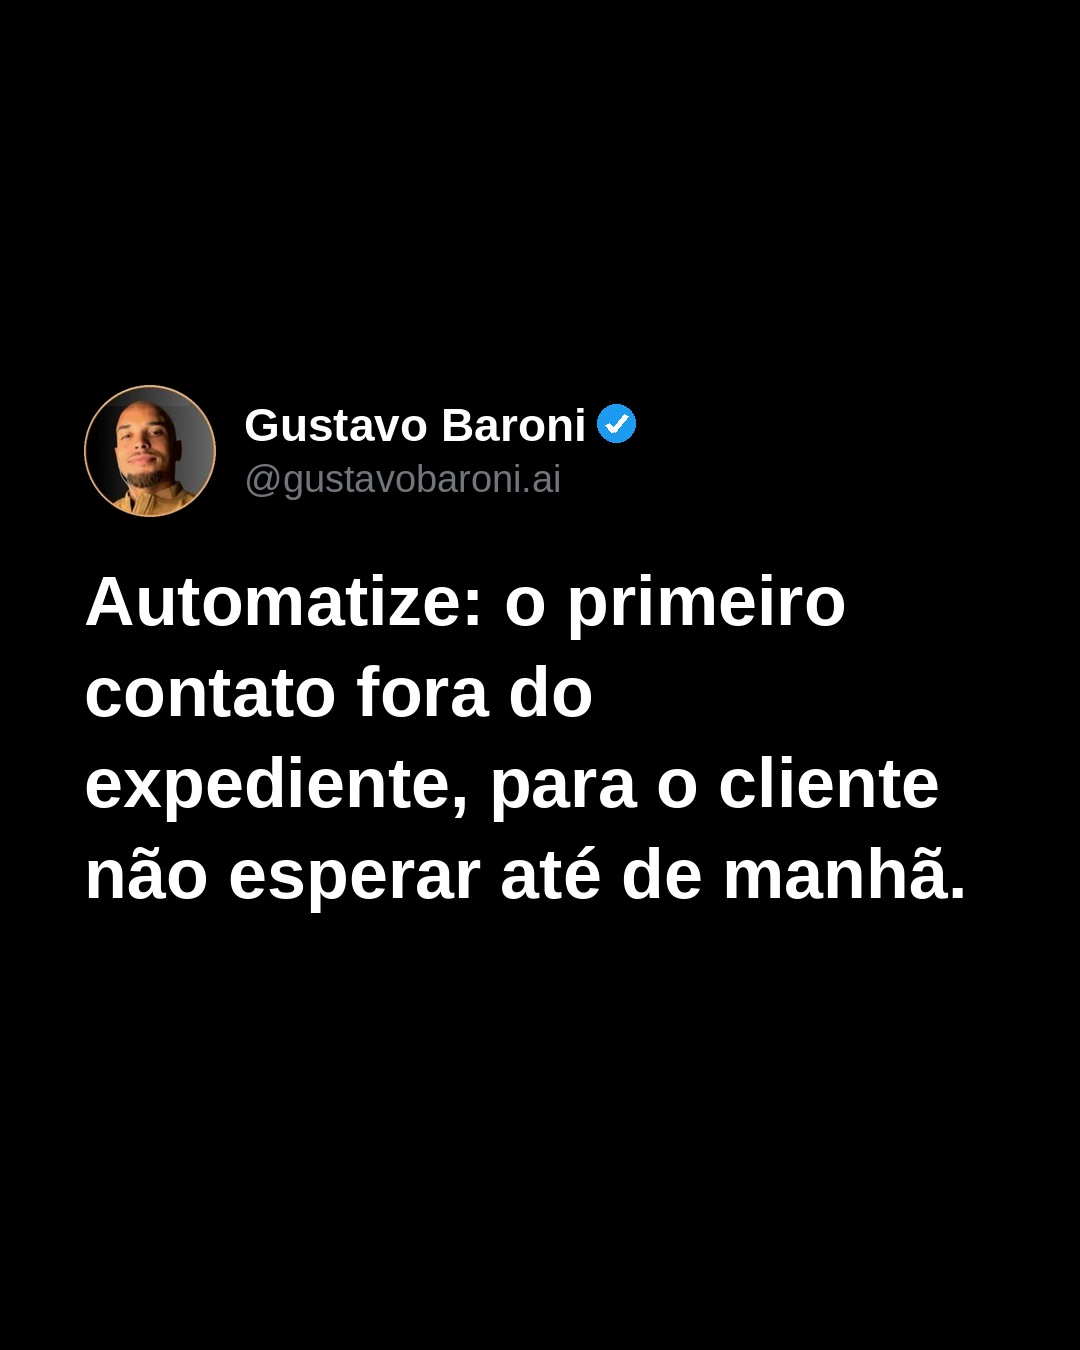 Gustavo Baroni
@gustavobaroni.ai
Automatize: o primeiro
contato fora do
expediente, para o cliente
não esperar até de manhã.